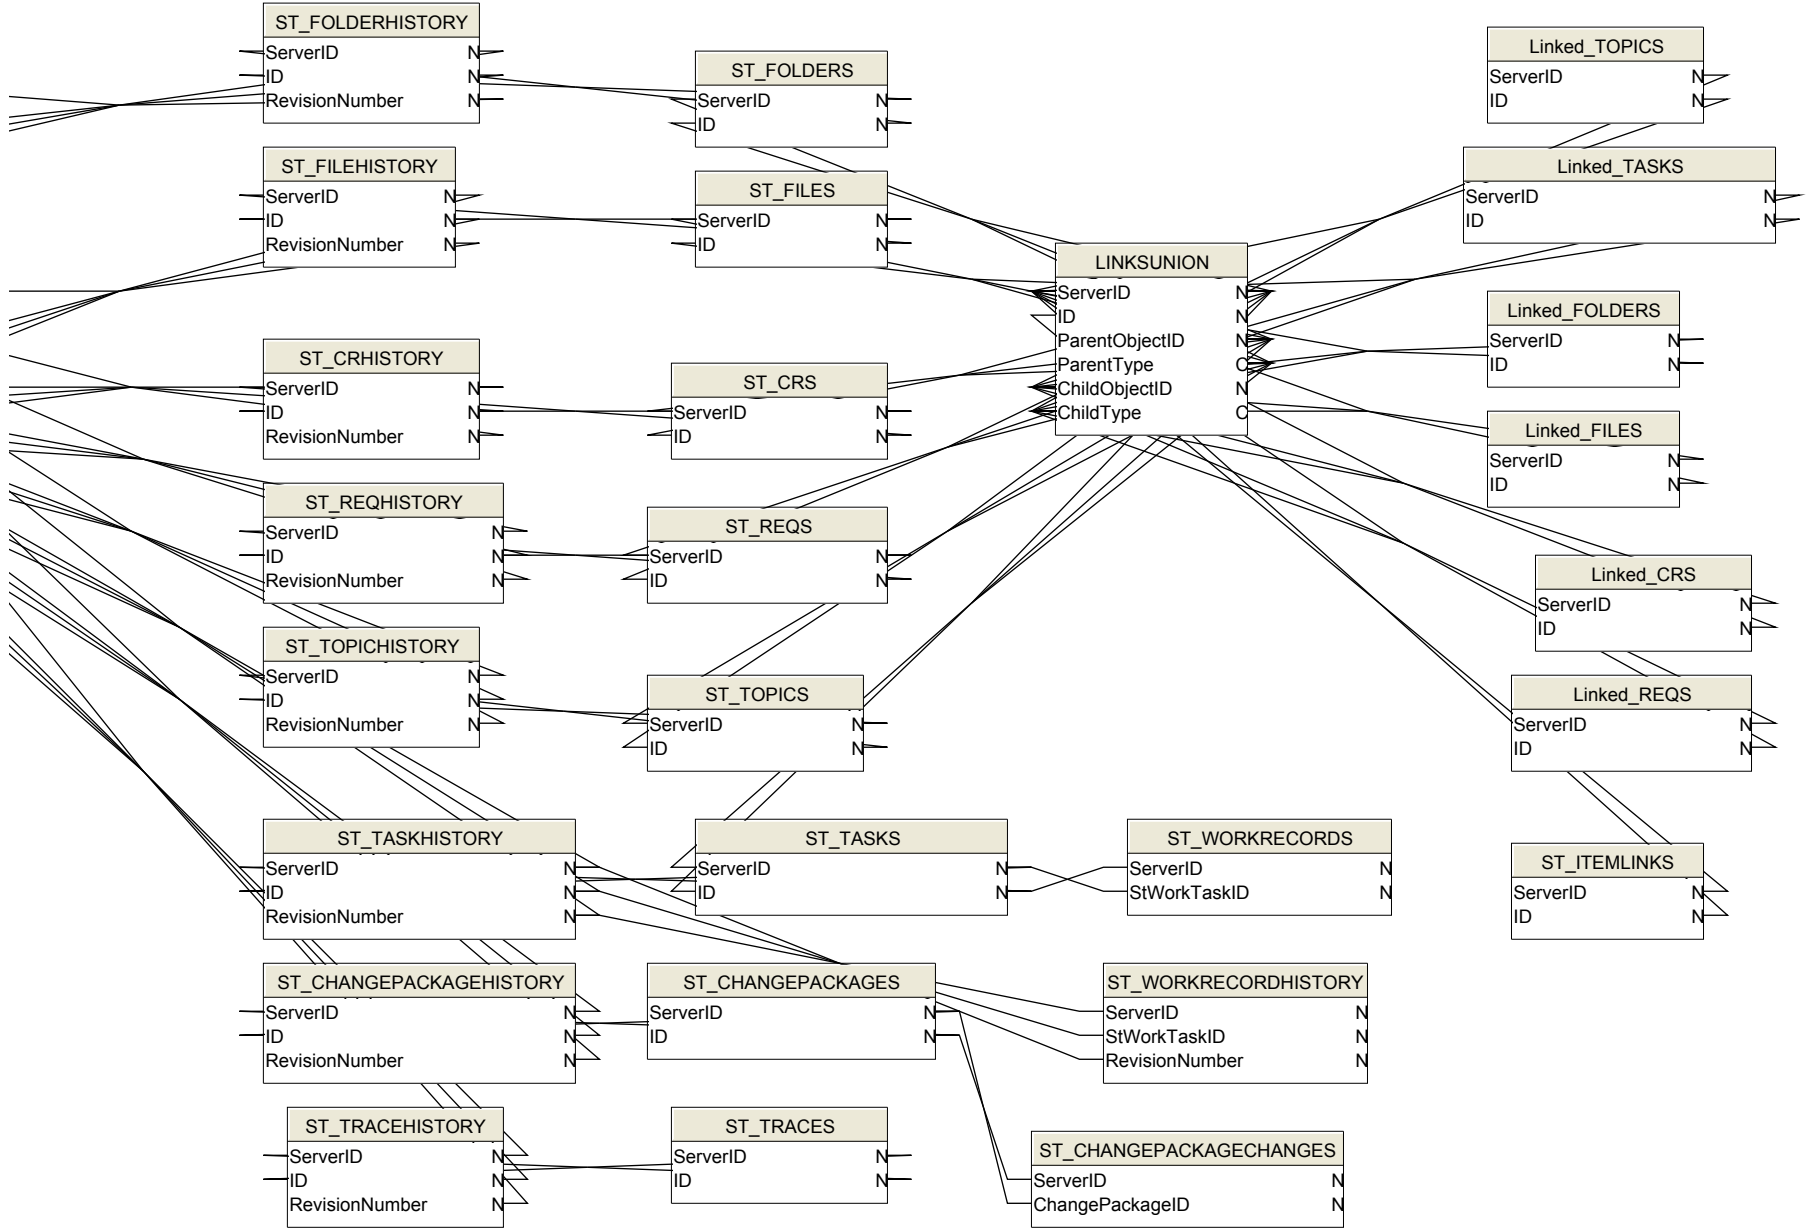 ST_FOLDERHISTORY
ServerID N
ID N
RevisionNumber N
ST_FILEHISTORY
ServerID N
ID N
RevisionNumber N
ST_CRHISTORY
ServerID N
ID N
RevisionNumber N
ST_REQHISTORY
ServerID N
ID N
RevisionNumber N
ST_TOPICHISTORY
ServerID N
ID N
RevisionNumber N
ST_TASKHISTORY
ServerID N
ID N
RevisionNumber N
ST_CHANGEPACKAGEHISTORY
ServerID N
ID N
RevisionNumber N
ST_TRACEHISTORY
ServerID N
ID N
RevisionNumber N
ST_FOLDERS
ServerID N
ID N
ST_FILES
ServerID N
ID N
ST_CRS
ServerID N
ID N
ST_REQS
ServerID N
ID N
ST_TOPICS
ServerID N
ID N
ST_TASKS
ServerID N
ID N
ST_CHANGEPACKAGES
ServerID N
ID N
ST_TRACES
ServerID N
ID N
LINKSUNION
ServerID N
ID N
ParentObjectID N
ParentType C
ChildObjectID N
ChildType C
ST_WORKRECORDS
ServerID N
StWorkTaskID N
ST_WORKRECORDHISTORY
ServerID N
StWorkTaskID N
RevisionNumber N
ST_CHANGEPACKAGECHANGES
ServerID N
ChangePackageID N
Linked_TOPICS
ServerID N
ID N
Linked_TASKS
ServerID N
ID N
Linked_FOLDERS
ServerID N
ID N
Linked_FILES
ServerID N
ID N
Linked_CRS
ServerID N
ID N
Linked_REQS
ServerID N
ID N
ST_ITEMLINKS
ServerID N
ID N